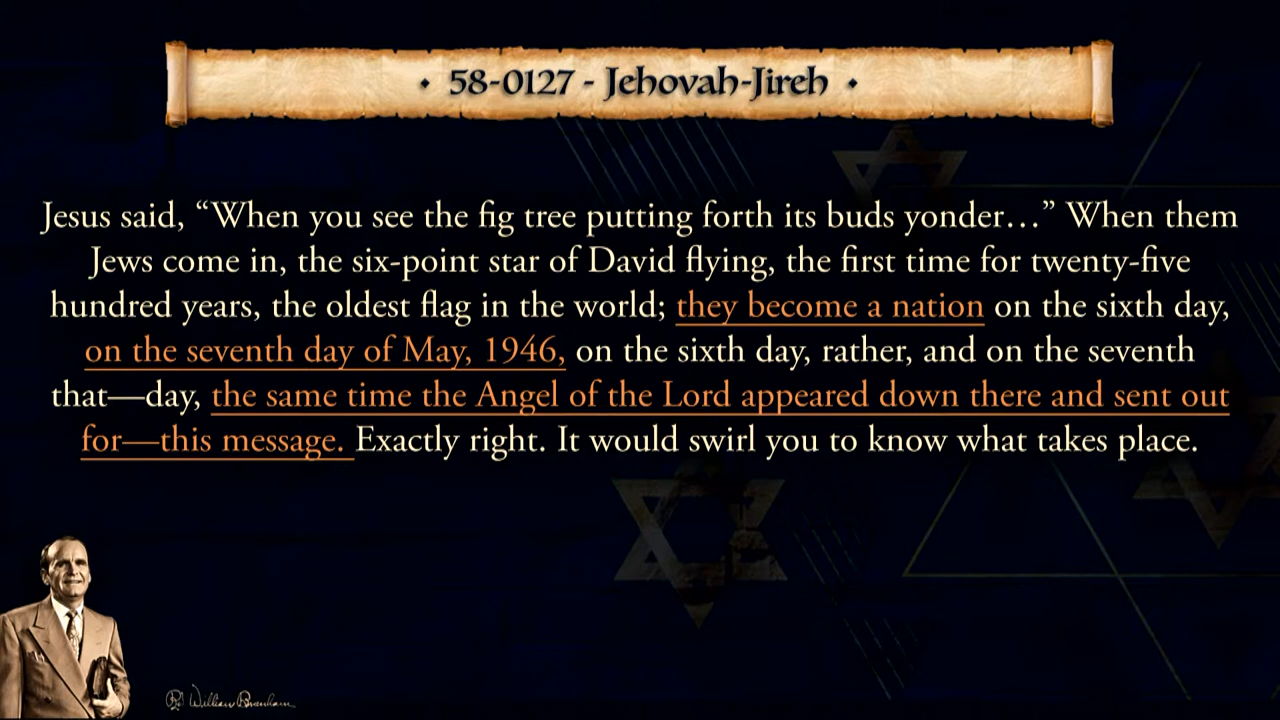 • 58-0127 - Jehovah-Jireh •
Jesus said, “When you see the fig tree putting forth its buds yonder…” When them
Jews come in, the six-point star of David flying, the first time for twenty-five
hundred years, the oldest flag in the world; they become a nation on the sixth day,
on the seventh day of May, 1946, on the sixth day, rather, and on the seventh
that—day, the same time the Angel of the Lord appeared down there and sent out
for—this message. Exactly right. It would swirl you to know what takes place.
William Branham